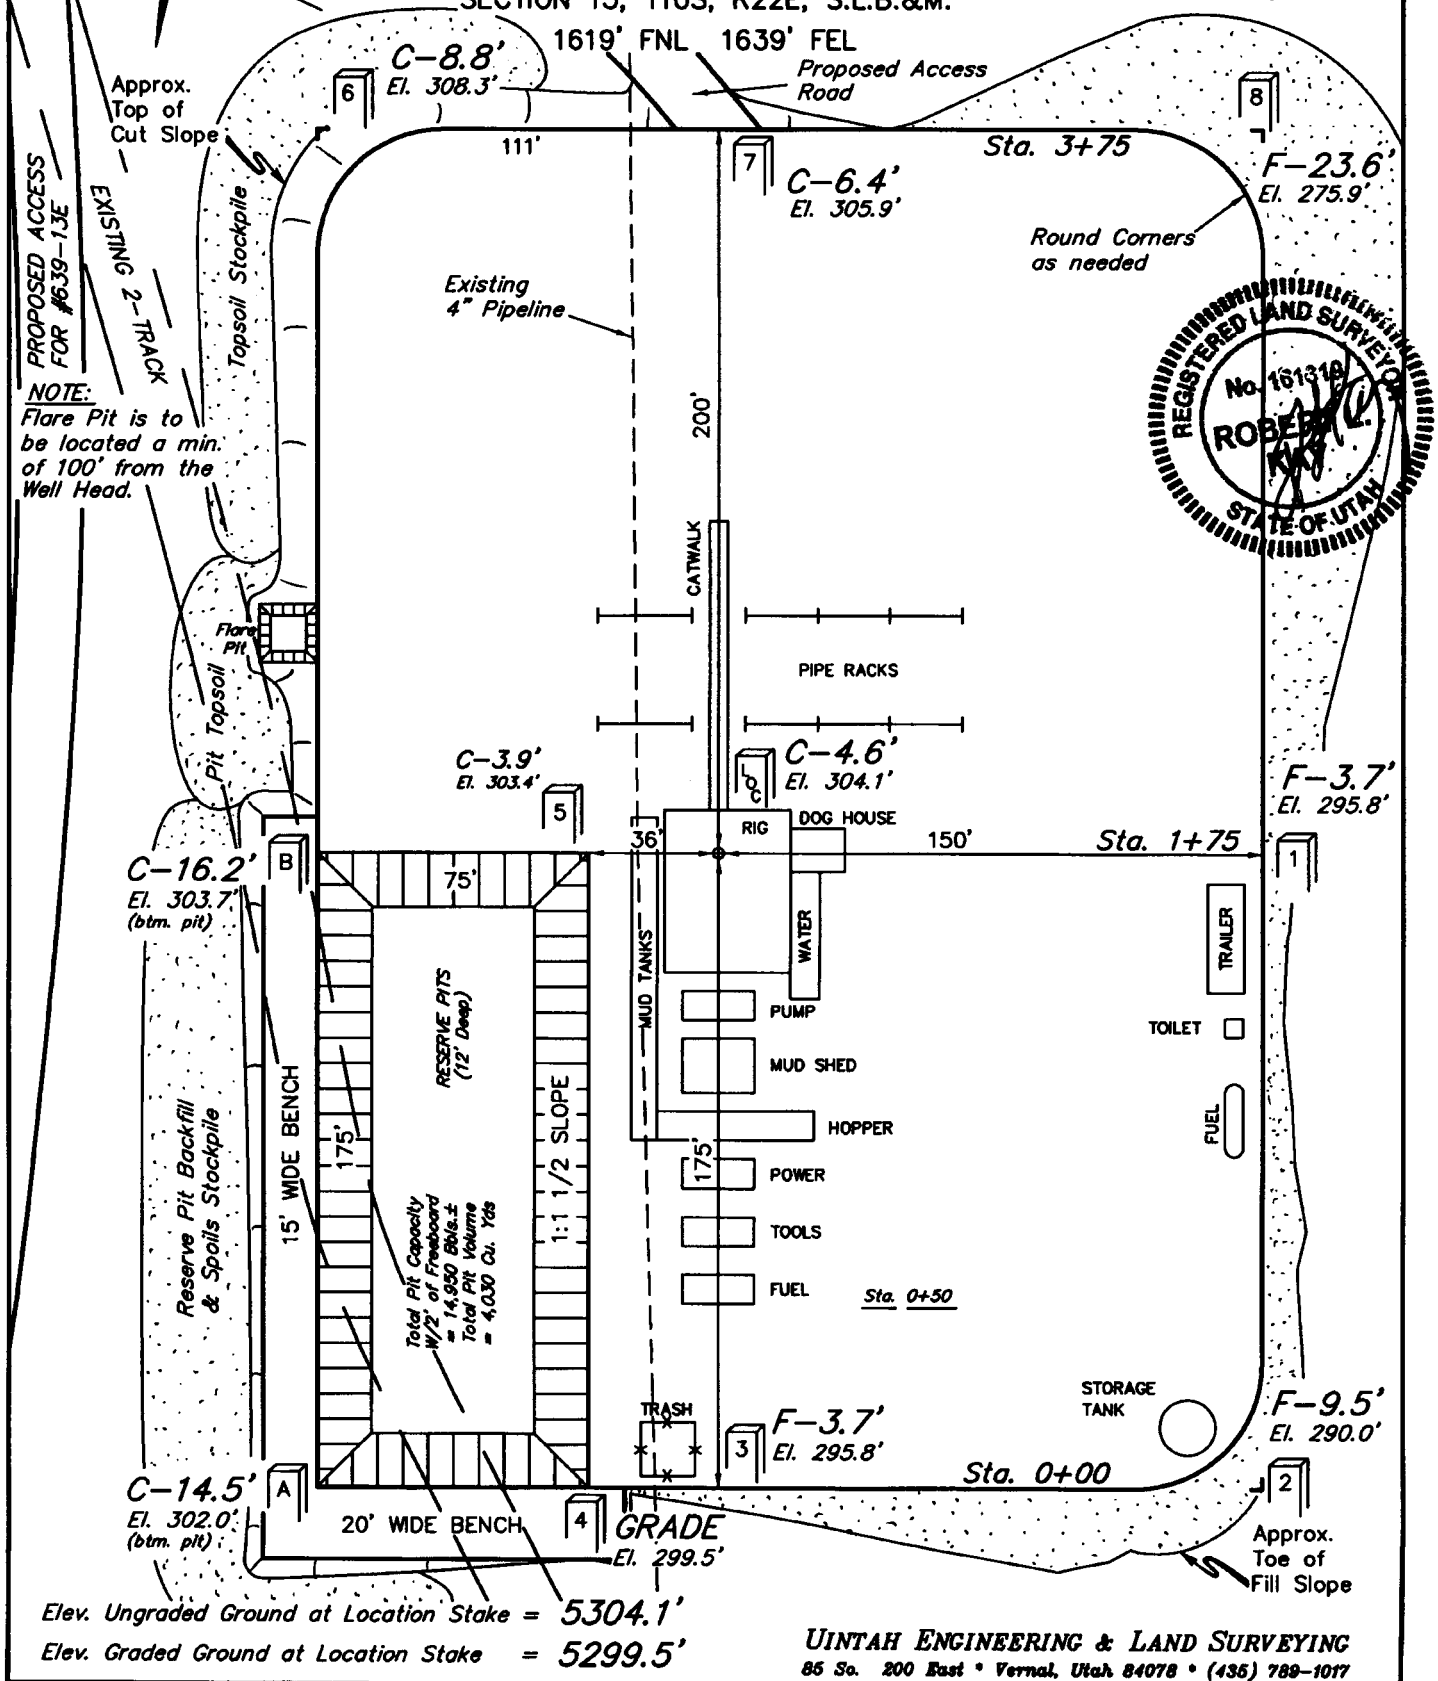 SECTION 15, T10S, R22E, S.L.B.&M.
1619' FNL 1639' FEL
C-8.8'
El. 308.3'
6
Approx.
Top of
Cut Slope
Proposed Access
Road
8
111'
7
Sta. 3+75
C-6.4'
El. 305.9'
F-23.6'
El. 275.9'
Round Corners
as needed
PROPOSED ACCESS
FOR #639-13E
EXISTING 2-TRACK
Topsoil Stockpile
Existing
4" Pipeline
REGISTERED LAND SURVEYOR
STATE OF UTAH
NOTE:
Flare Pit is to
be located a min.
of 100' from the
Well Head.
200'
CATWALK
Flare
Pit
Pit Topsoil
PIPE RACKS
C-3.9'
El. 303.4'
5
LOC
C-4.6'
El. 304.1'
F-3.7'
El. 295.8'
1
RIG
DOG HOUSE
36'
150'
Sta. 1+75
B
C-16.2'
El. 303.7'
(btm. pit)
75'
MUD TANKS
WATER
TRAILER
RESERVE PITS
(12' Deep)
PUMP
TOILET
MUD SHED
FUEL
HOPPER
15' WIDE BENCH
175'
1:1 1/2 SLOPE
175'
POWER
TOOLS
FUEL
Sta. 0+50
Reserve Pit Backfill
& Spoils Stockpile
Total Pit Capacity
W/2' of Freeboard
= 14,950 Bbls.±
Total Pit Volume
= 4,030 Cu. Yds
TRASH
STORAGE
TANK
3
F-3.7'
El. 295.8'
F-9.5'
El. 290.0'
Sta. 0+00
2
A
C-14.5'
El. 302.0'
(btm. pit)
20' WIDE BENCH
4
GRADE
El. 299.5'
Approx.
Toe of
Fill Slope
Elev. Ungraded Ground at Location Stake = 5304.1'
Elev. Graded Ground at Location Stake = 5299.5'
UINTAH ENGINEERING & LAND SURVEYING
85 So. 200 East * Vernal, Utah 84078 * (435) 789-1017